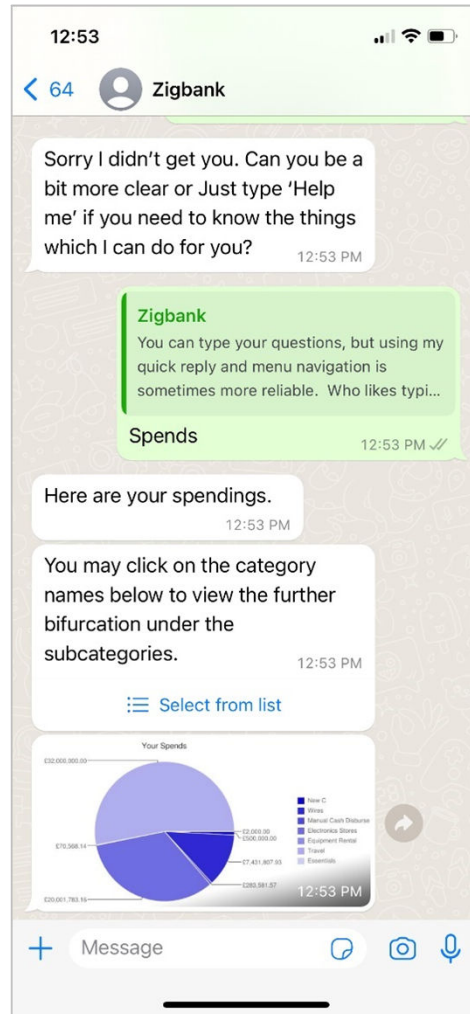 12:53
64 Zigbank
Sorry I didn't get you. Can you be a
bit more clear or Just type 'Help
me' if you need to know the things
which I can do for you?
12:53 PM
Zigbank
You can type your questions, but using my
quick reply and menu navigation is
sometimes more reliable. Who likes typi...
Spends
12:53 PM
Here are your spendings.
12:53 PM
You may click on the category
names below to view the further
bifurcation under the
subcategories.
12:53 PM
Select from list
Your Spends
£32,000,000.00
£70,568.14
£20,001,783.16
£2,000.00
£500,000.00
£7,431,807.93
£283,581.57
New C
Wires
Manual Cash Disburse
Electronics Stores
Equipment Rental
Travel
Essentials
12:53 PM
Message